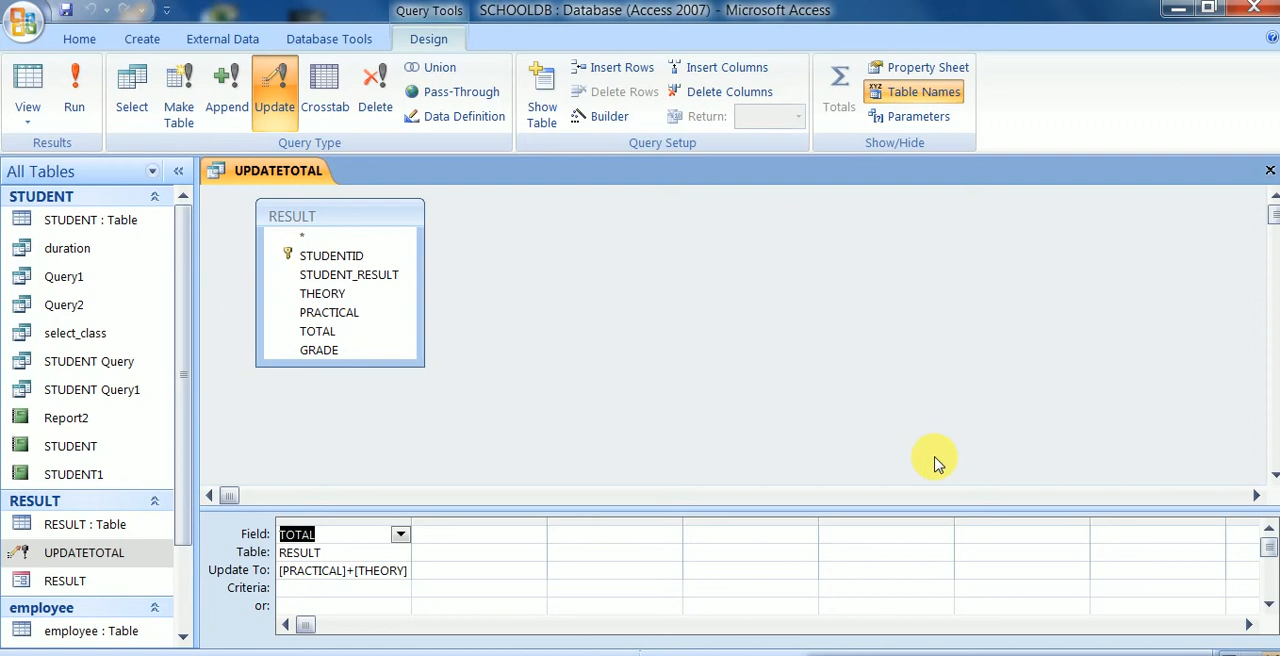 Query Tools
SCHOOLDB : Database (Access 2007) - Microsoft Access
Home
Create
External Data
Database Tools
Design
View
Run
Results
Select
Make Table
Append
Update
Crosstab
Delete
Union
Pass-Through
Data Definition
Query Type
Show Table
Insert Rows
Delete Rows
Builder
Insert Columns
Delete Columns
Return:
Query Setup
Totals
Property Sheet
XYZ
Table Names
Parameters
Show/Hide
All Tables
STUDENT
STUDENT : Table
duration
Query1
Query2
select_class
STUDENT Query
STUDENT Query1
Report2
STUDENT
STUDENT1
RESULT
RESULT : Table
UPDATETOTAL
RESULT
employee
employee : Table
UPDATETOTAL
RESULT
*
STUDENTID
STUDENT_RESULT
THEORY
PRACTICAL
TOTAL
GRADE
Field: TOTAL
Table: RESULT
Update To: [PRACTICAL]+[THEORY]
Criteria:
or: